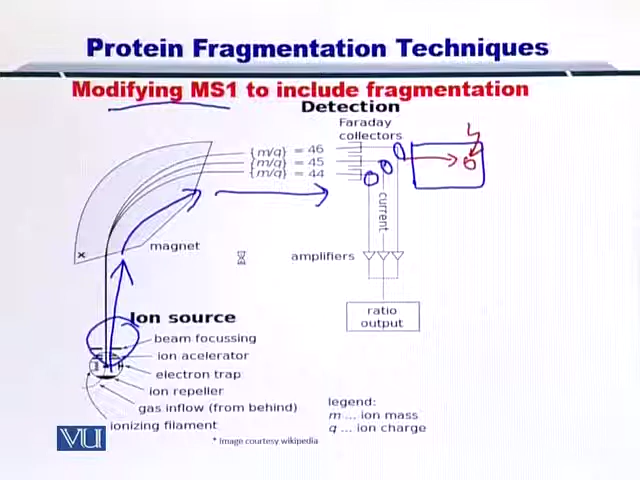 Protein Fragmentation Techniques
Modifying MS1 to include fragmentation
Detection
Faraday
collectors
{m/q} = 46
{m/q} = 45
{m/q} = 44
magnet
current
amplifiers
ratio
output
Ion source
beam focussing
ion acelerator
electron trap
ion repeller
gas inflow (from behind)
ionizing filament
legend:
m ... ion mass
q ... ion charge
VU
* Image courtesy wikipedia